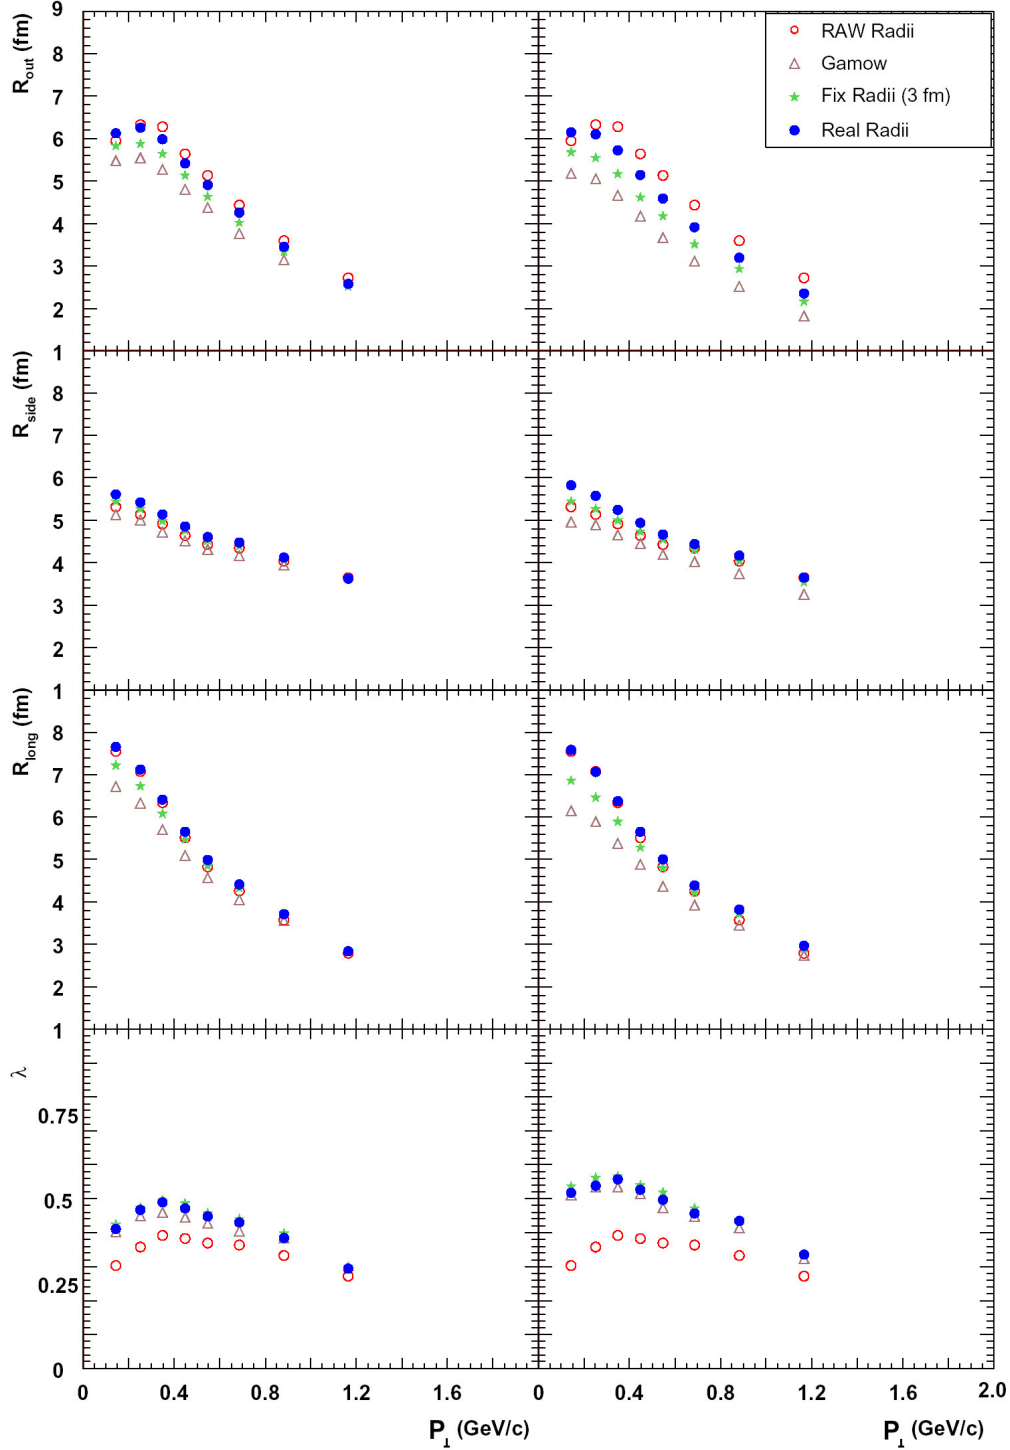 9
R_out (fm)
8
7
6
5
4
3
2
1
RAW Radii
Gamow
Fix Radii (3 fm)
Real Radii
R_side (fm)
8
7
6
5
4
3
2
1
R_long (fm)
8
7
6
5
4
3
2
1
λ
0.75
0.5
0.25
0
0 0.4 0.8 1.2 1.6 0 0.4 0.8 1.2 1.6 2.0
P⊥ (GeV/c) P⊥ (GeV/c)